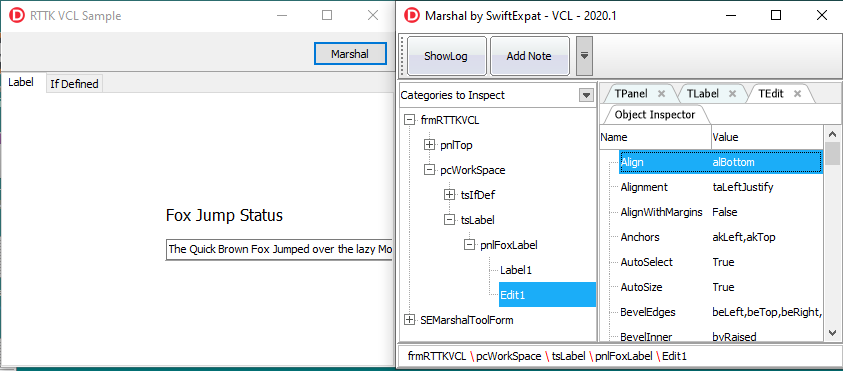 RTTK VCL Sample
Marshal
Label
If Defined
Fox Jump Status
The Quick Brown Fox Jumped over the lazy Mo
Marshal by SwiftExpat - VCL - 2020.1
ShowLog
Add Note
Categories to Inspect
frmRTTKVCL
pnlTop
pcWorkSpace
tsIfDef
tsLabel
pnlFoxLabel
Label1
Edit1
SEMarshalToolForm
TPanel
TLabel
TEdit
Object Inspector
Name Value
Align alBottom
Alignment taLeftJustify
AlignWithMargins False
Anchors akLeft,akTop
AutoSelect True
AutoSize True
BevelEdges beLeft,beTop,beRight,
BevelInner bvRaised
frmRTTKVCL \ pcWorkSpace \ tsLabel \ pnlFoxLabel \ Edit1